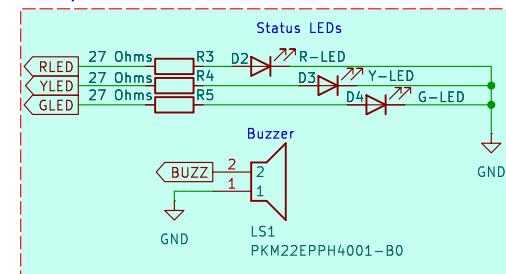 Status LEDs
RLED 27 Ohms R3 D2 R-LED
YLED 27 Ohms R4 D3 Y-LED
GLED 27 Ohms R5 D4 G-LED
GND
Buzzer
BUZZ 2 2
1 1
GND
LS1
PKM22EPPH4001-B0